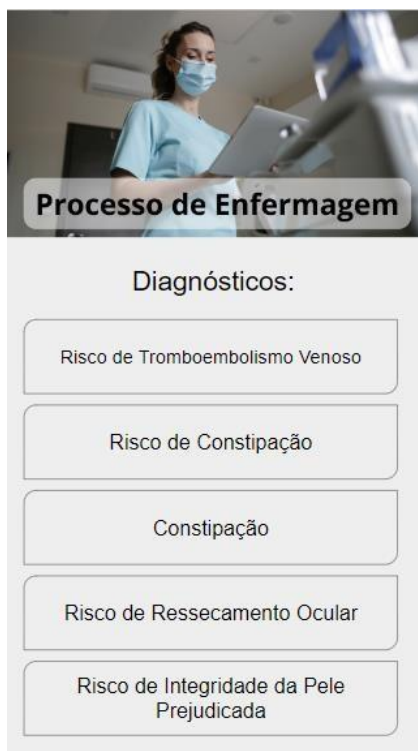 Processo de Enfermagem
Diagnósticos:
Risco de Tromboembolismo Venoso
Risco de Constipação
Constipação
Risco de Ressecamento Ocular
Risco de Integridade da Pele
Prejudicada